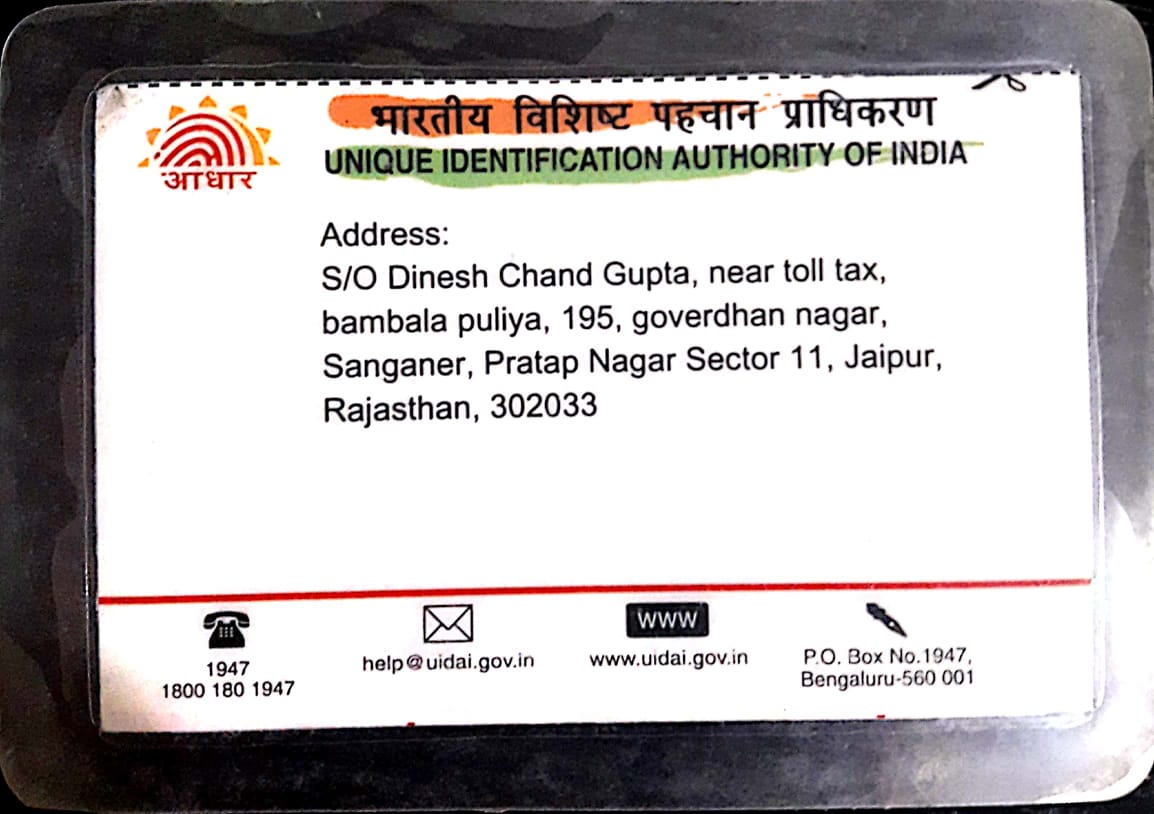 भारतीय विशिष्ट पहचान प्राधिकरण
UNIQUE IDENTIFICATION AUTHORITY OF INDIA
आधार
Address:
S/O Dinesh Chand Gupta, near toll tax,
bambala puliya, 195, goverdhan nagar,
Sanganer, Pratap Nagar Sector 11, Jaipur,
Rajasthan, 302033
1947
1800 180 1947
help@uidai.gov.in
www
www.uidai.gov.in
P.O. Box No.1947,
Bengaluru-560 001